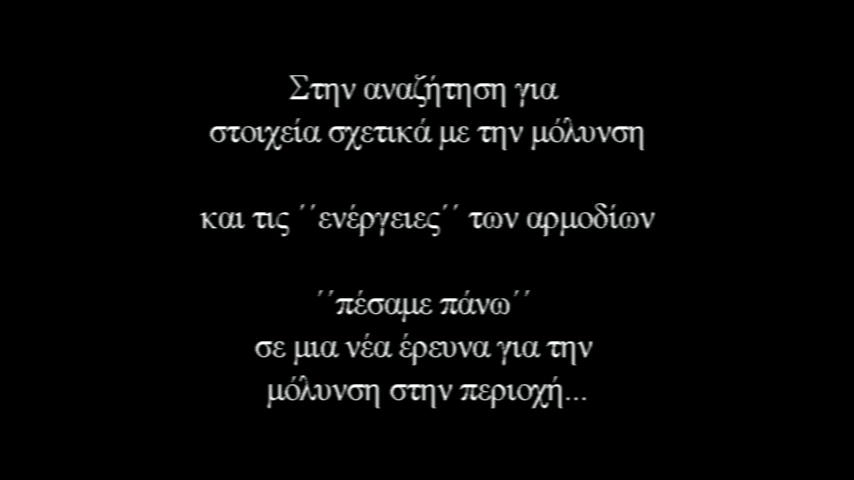 Στην αναζήτηση για
στοιχεία σχετικά με την μόλυνση
και τις ΄΄ενέργειες΄΄ των αρμοδίων
΄΄πέσαμε πάνω΄΄
σε μια νέα έρευνα για την
μόλυνση στην περιοχή...